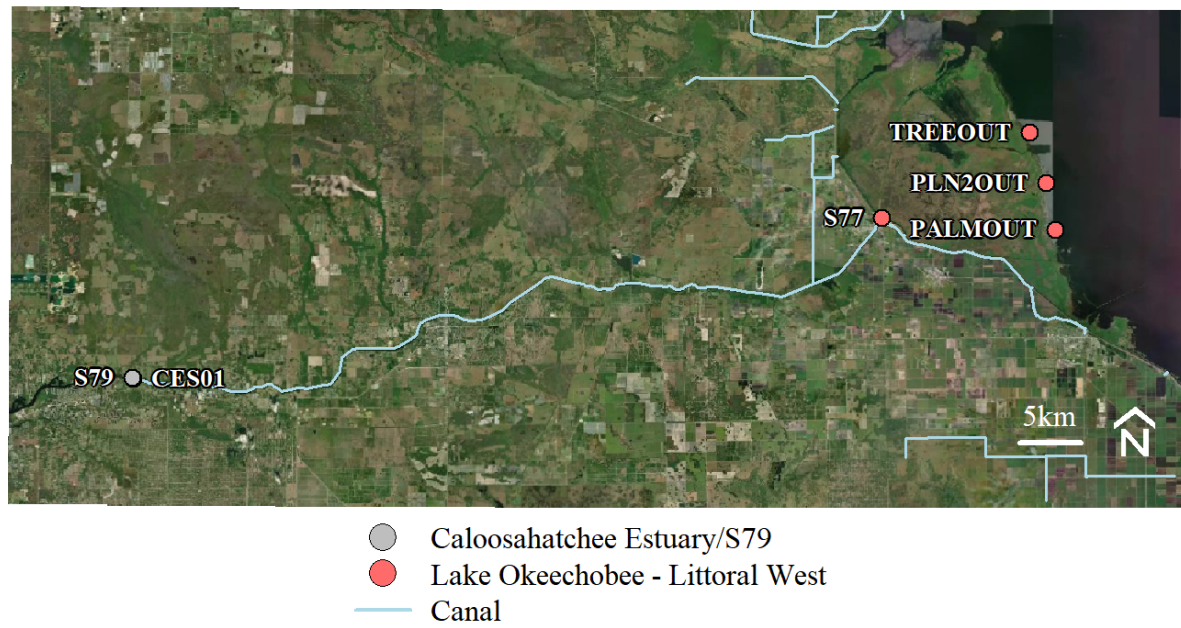 TREEOUT
PLN2OUT
S77
PALMOUT
S79
CES01
5km
N
Caloosahatchee Estuary/S79
Lake Okeechobee - Littoral West
Canal